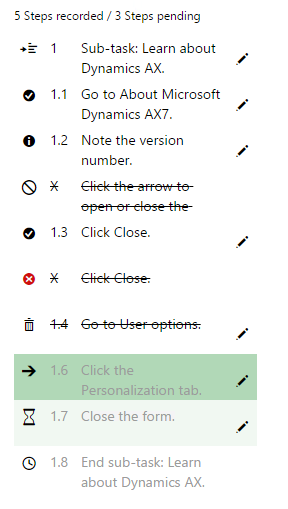 5 Steps recorded / 3 Steps pending
1 Sub-task: Learn about
Dynamics AX.
1.1 Go to About Microsoft
Dynamics AX7.
1.2 Note the version
number.
X Click the arrow to
open or close the
1.3 Click Close.
X Click Close.
1.4 Go to User options.
1.6 Click the
Personalization tab.
1.7 Close the form.
1.8 End sub-task: Learn
about Dynamics AX.